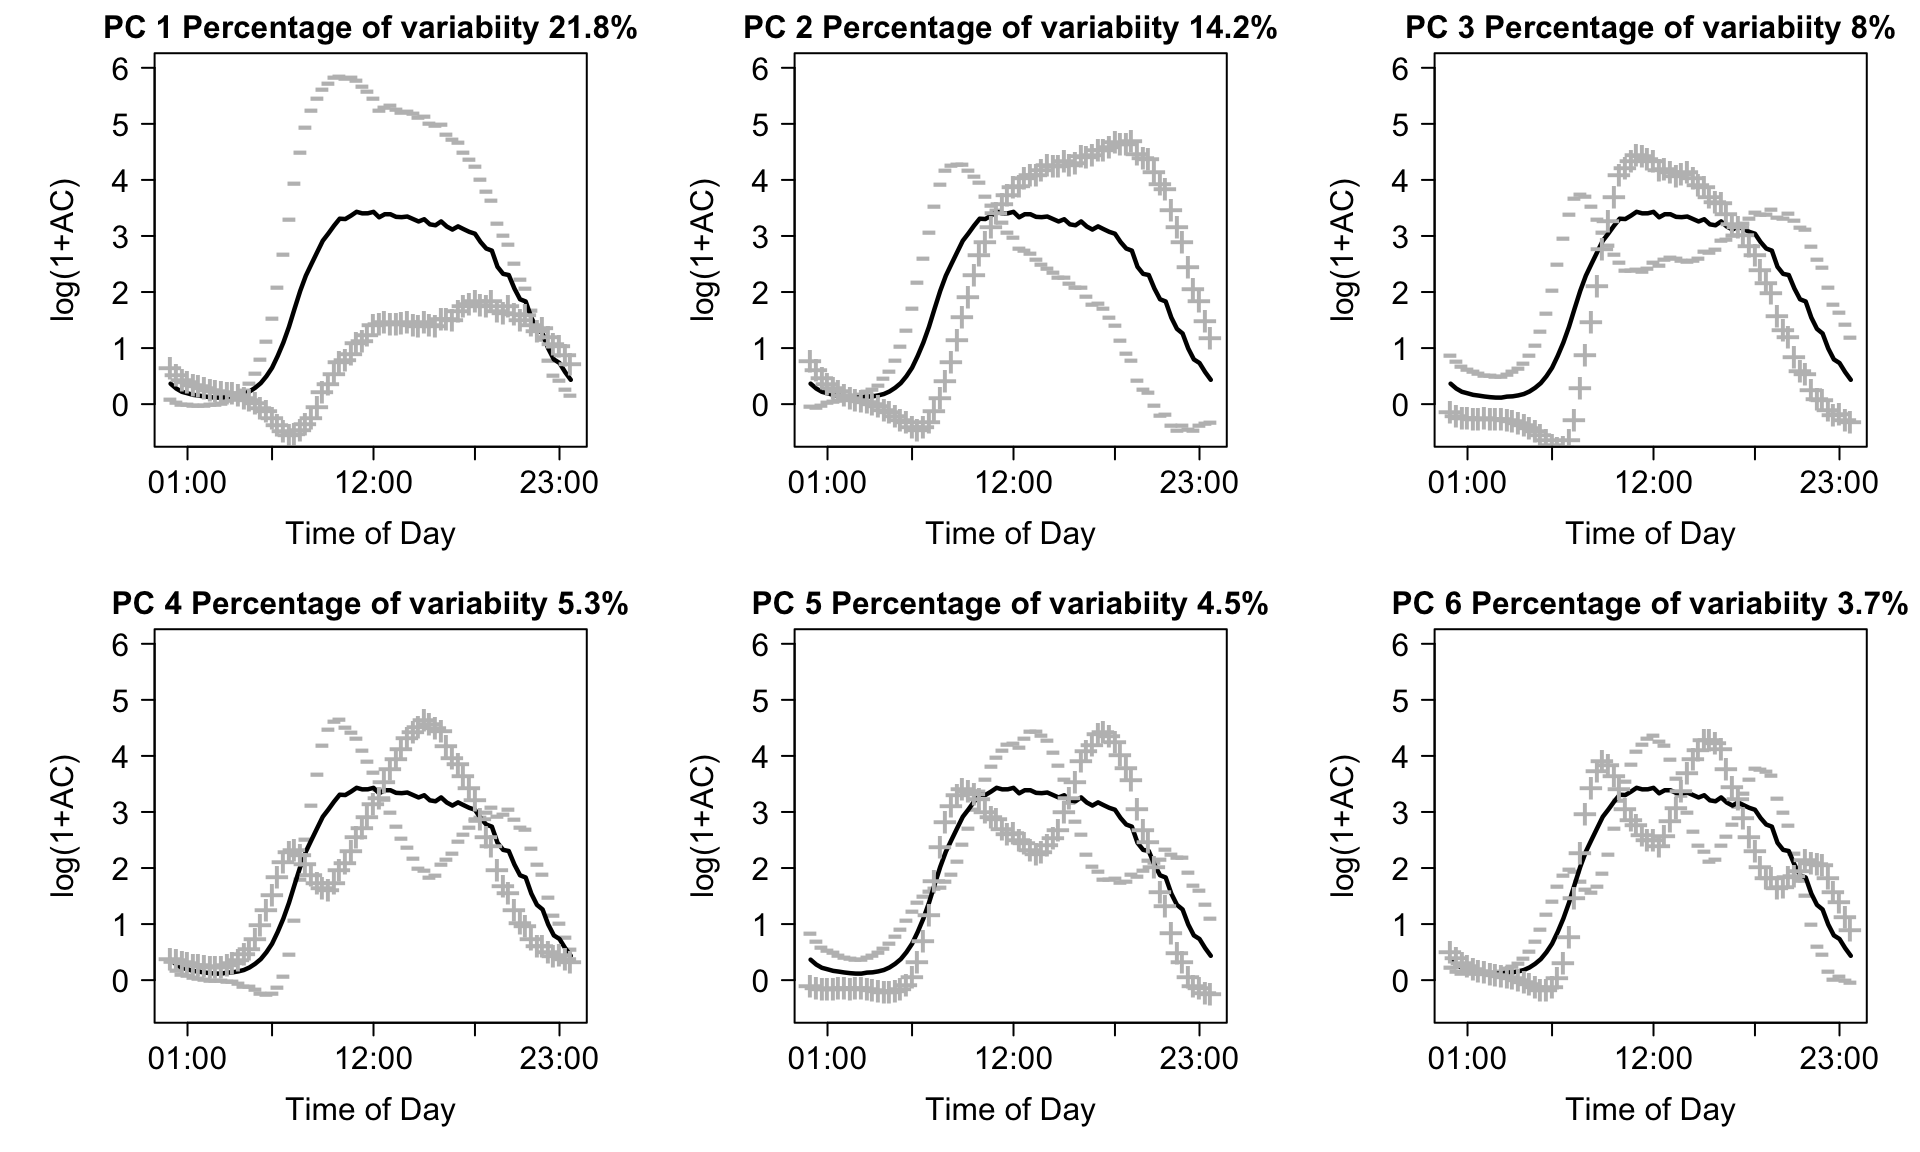 PC 1 Percentage of variabiity 21.8%
6
5
4
3
2
1
0
log(1+AC)
01:00 12:00 23:00
Time of Day
PC 2 Percentage of variabiity 14.2%
6
5
4
3
2
1
0
log(1+AC)
01:00 12:00 23:00
Time of Day
PC 3 Percentage of variabiity 8%
6
5
4
3
2
1
0
log(1+AC)
01:00 12:00 23:00
Time of Day
PC 4 Percentage of variabiity 5.3%
6
5
4
3
2
1
0
log(1+AC)
01:00 12:00 23:00
Time of Day
PC 5 Percentage of variabiity 4.5%
6
5
4
3
2
1
0
log(1+AC)
01:00 12:00 23:00
Time of Day
PC 6 Percentage of variabiity 3.7%
6
5
4
3
2
1
0
log(1+AC)
01:00 12:00 23:00
Time of Day